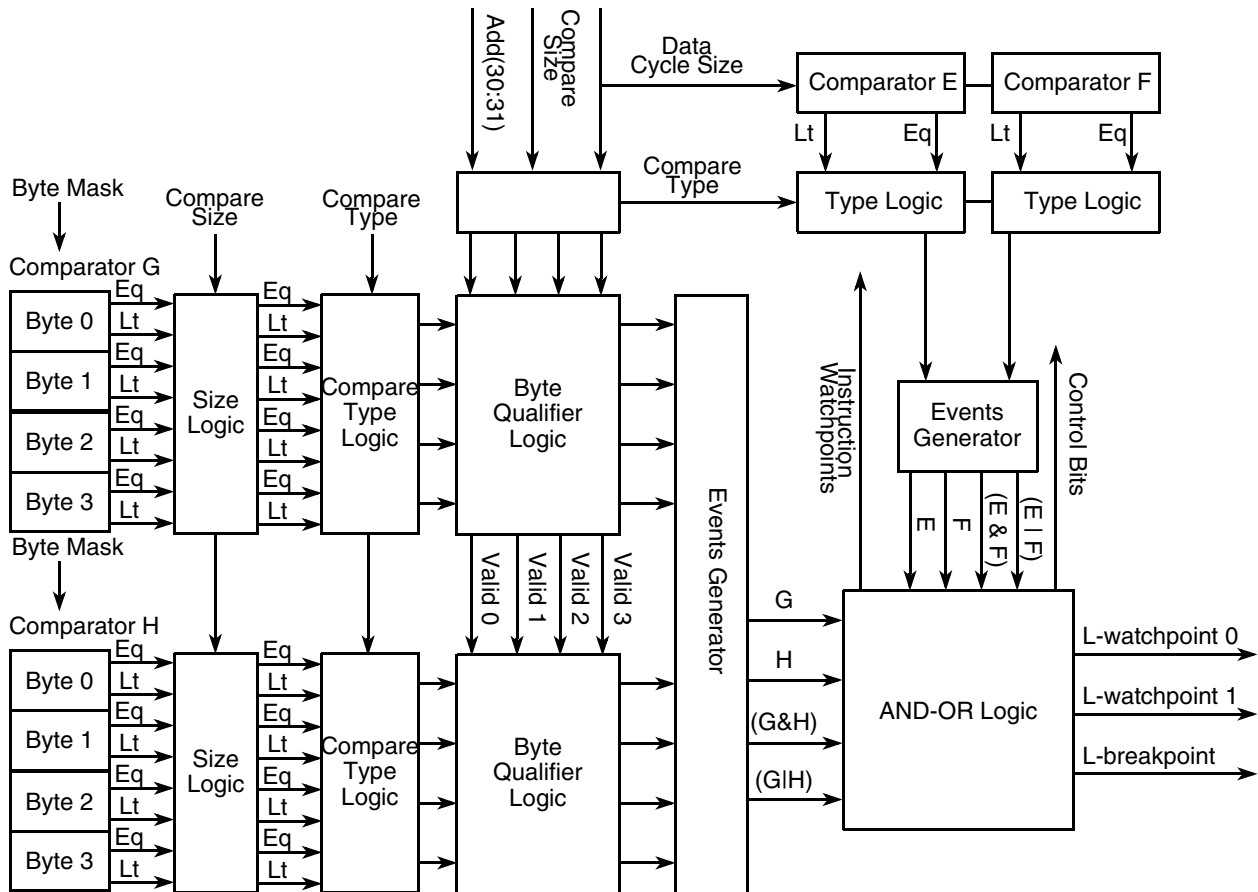 Add(30:31)
Compare
Size
Data
Cycle Size
Comparator E
Comparator F
Lt
Eq
Lt
Eq
Compare
Type
Type Logic
Type Logic
Byte Mask
Compare
Size
Compare
Type
Comparator G
Byte 0
Byte 1
Byte 2
Byte 3
Eq
Lt
Eq
Lt
Eq
Lt
Eq
Lt
Size
Logic
Eq
Lt
Eq
Lt
Eq
Lt
Eq
Lt
Compare
Type
Logic
Byte
Qualifier
Logic
Instruction
Watchpoints
Events
Generator
Control Bits
E
F
(E & F)
(E | F)
Valid 0
Valid 1
Valid 2
Valid 3
Events Generator
Byte Mask
Comparator H
Byte 0
Byte 1
Byte 2
Byte 3
Eq
Lt
Eq
Lt
Eq
Lt
Eq
Lt
Size
Logic
Eq
Lt
Eq
Lt
Eq
Lt
Eq
Lt
Compare
Type
Logic
Byte
Qualifier
Logic
G
H
(G&H)
(G|H)
AND-OR Logic
L-watchpoint 0
L-watchpoint 1
L-breakpoint